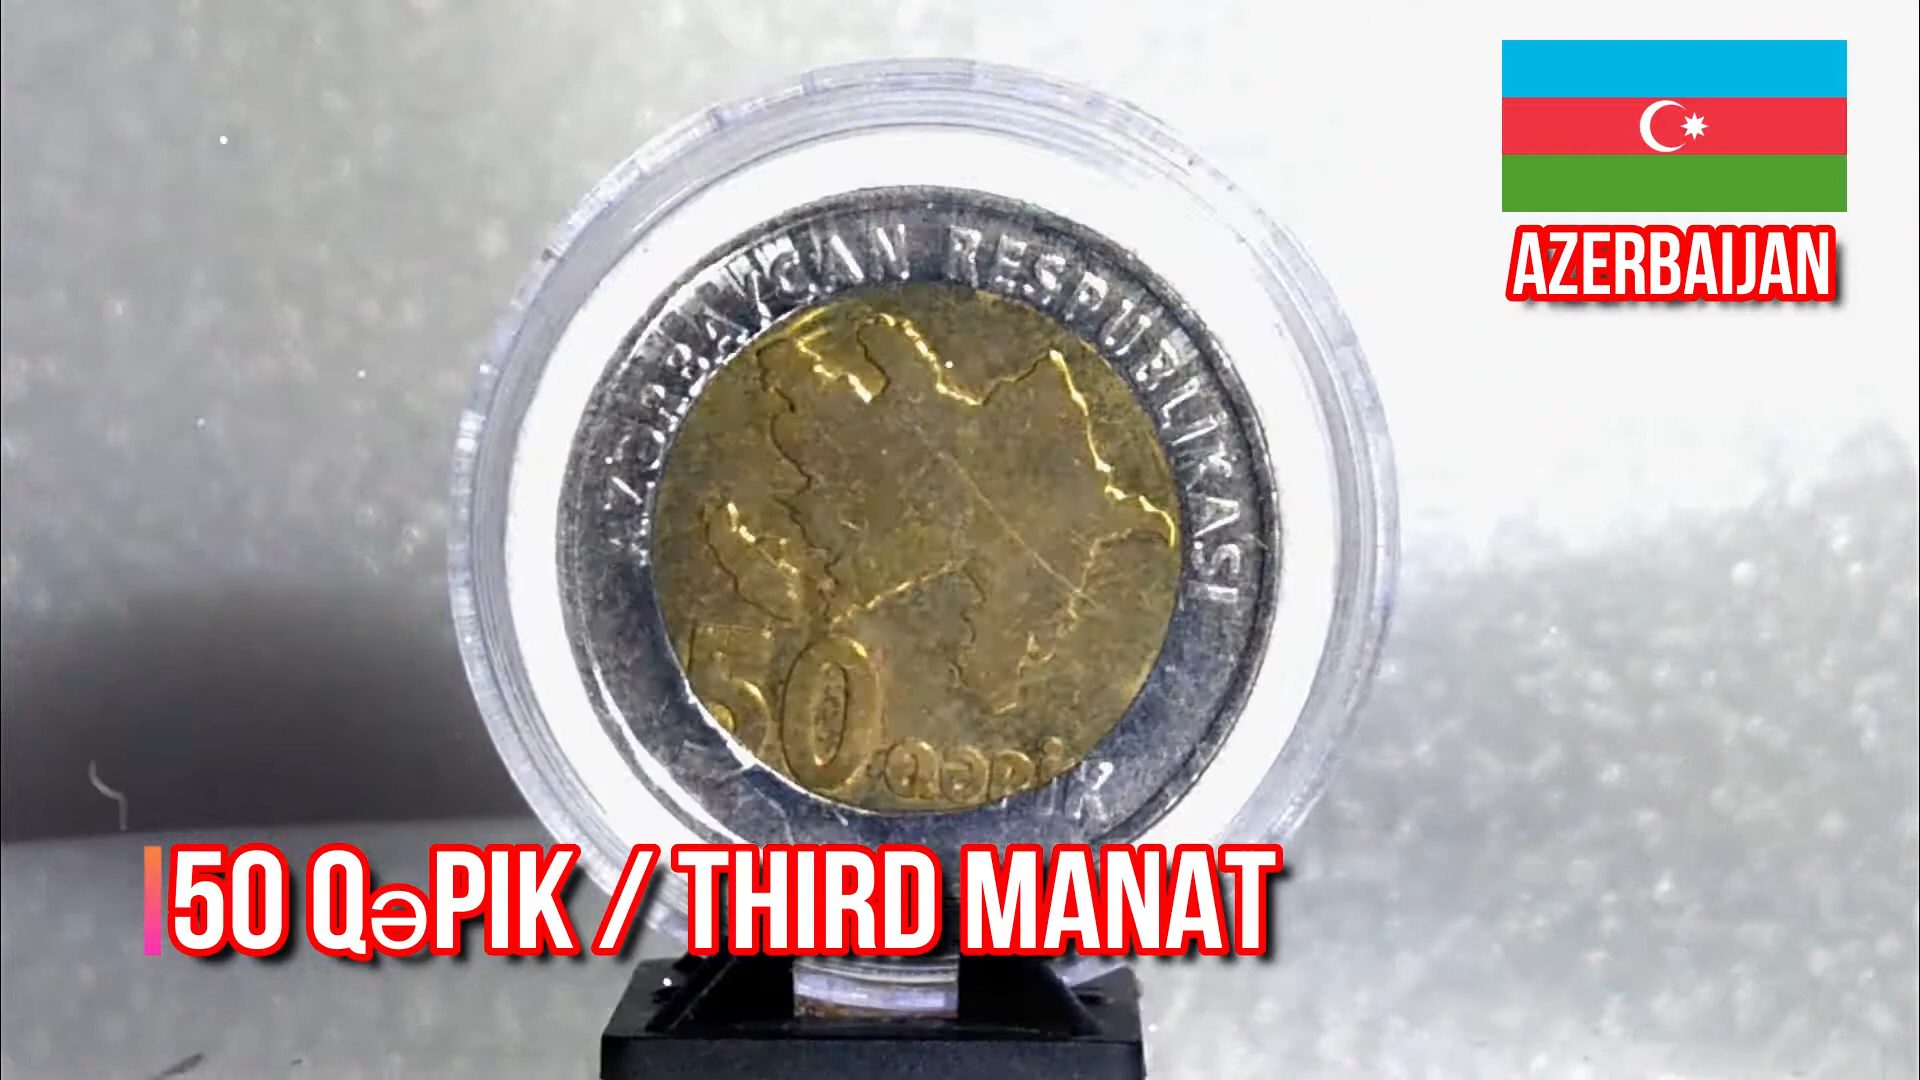 AZƏRBAYCAN RESPUBLİKASI
50 qəpik
AZERBAIJAN
50 QəPIK / THIRD MANAT